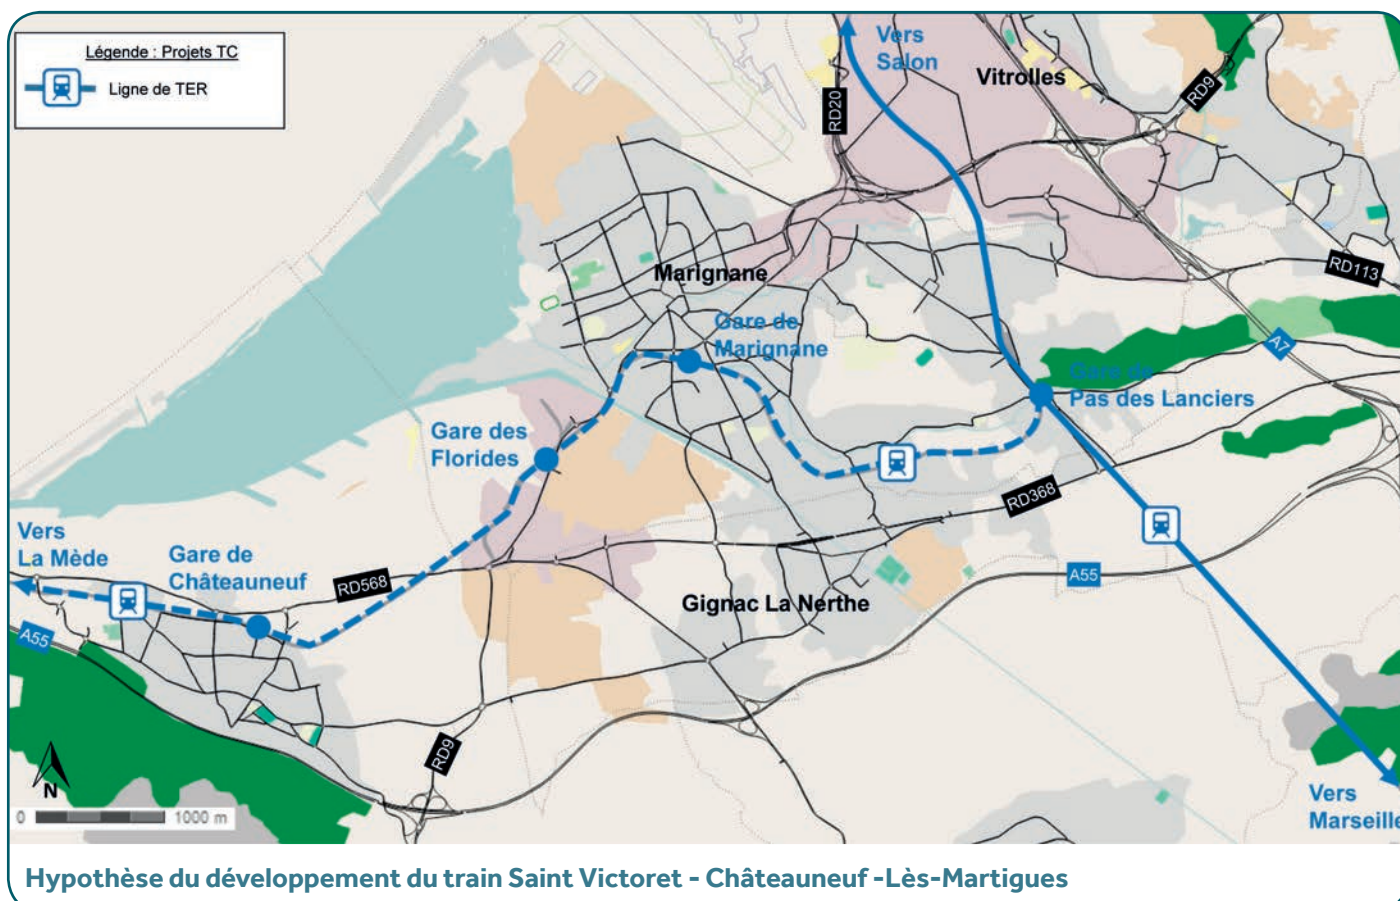 Légende : Projets TC
Ligne de TER
Vers
Salon
Vitrolles
RD20
RD9
RD113
Marignane
Gare de
Marignane
A7
Gare de
Pas des Lanciers
Gare des
Florides
RD368
Vers
La Mède
Gare de
Châteauneuf
RD568
A55
Gignac La Nerthe
A55
RD9
N
0 1000 m
Vers
Marseille
Hypothèse du développement du train Saint Victoret - Châteauneuf -Lès-Martigues